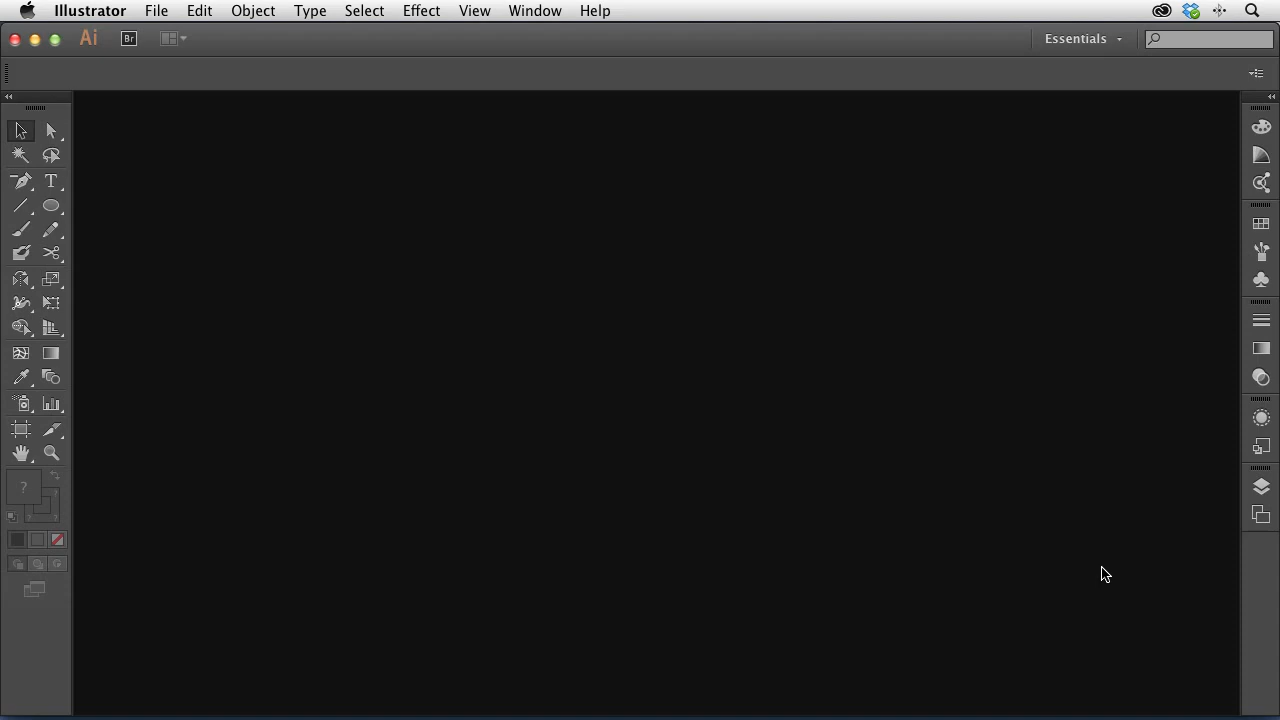 Illustrator File Edit Object Type Select Effect View Window Help
Ai Br Essentials
T
?